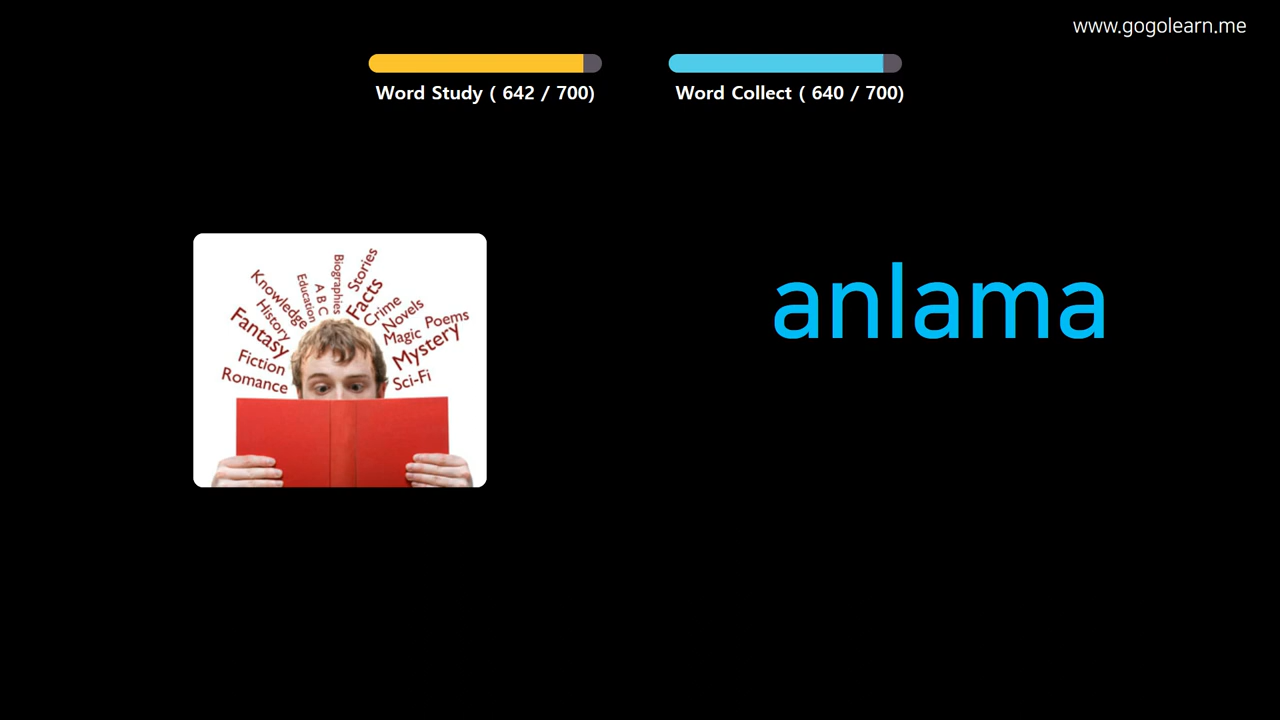 www.gogolearn.me
Word Study ( 642 / 700)
Word Collect ( 640 / 700)
anlama
Knowledge
History
Fantasy
Fiction
Romance
Education
A B C
Biographies
Stories
Facts
Crime
Novels
Magic
Poems
Mystery
Sci-Fi